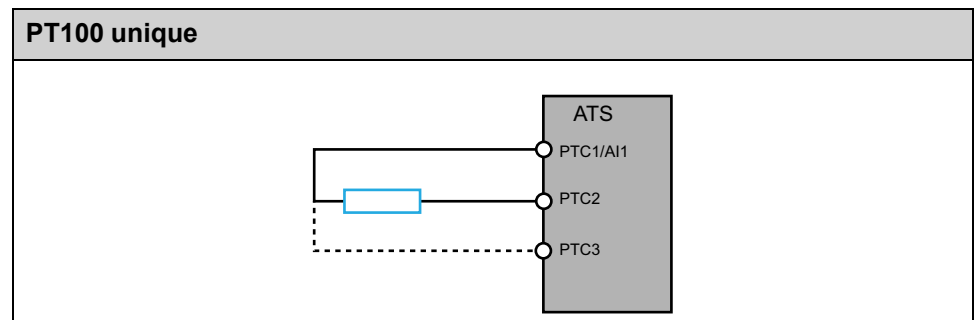 PT100 unique
ATS
PTC1/AI1
PTC2
PTC3